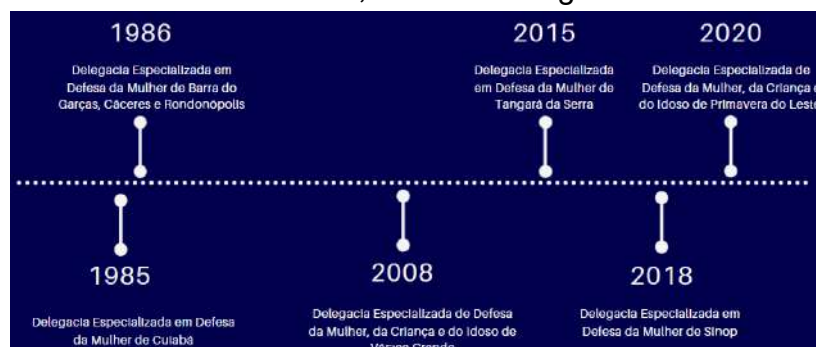 1986
Delegacia Especializada em
Defesa da Mulher de Barra do
Garças, Cáceres e Rondonópolis
2015
Delegacia Especializada
em Defesa da Mulher de
Tangará da Serra
2020
Delegacia Especializada de
Defesa da Mulher, da Criança e
do Idoso de Primavera do Leste
1985
Delegacia Especializada em Defesa
da Mulher de Cuiabá
2008
Delegacia Especializada de Defesa
da Mulher, da Criança e do Idoso de
Várzea Grande
2018
Delegacia Especializada em
Defesa da Mulher de Sinop